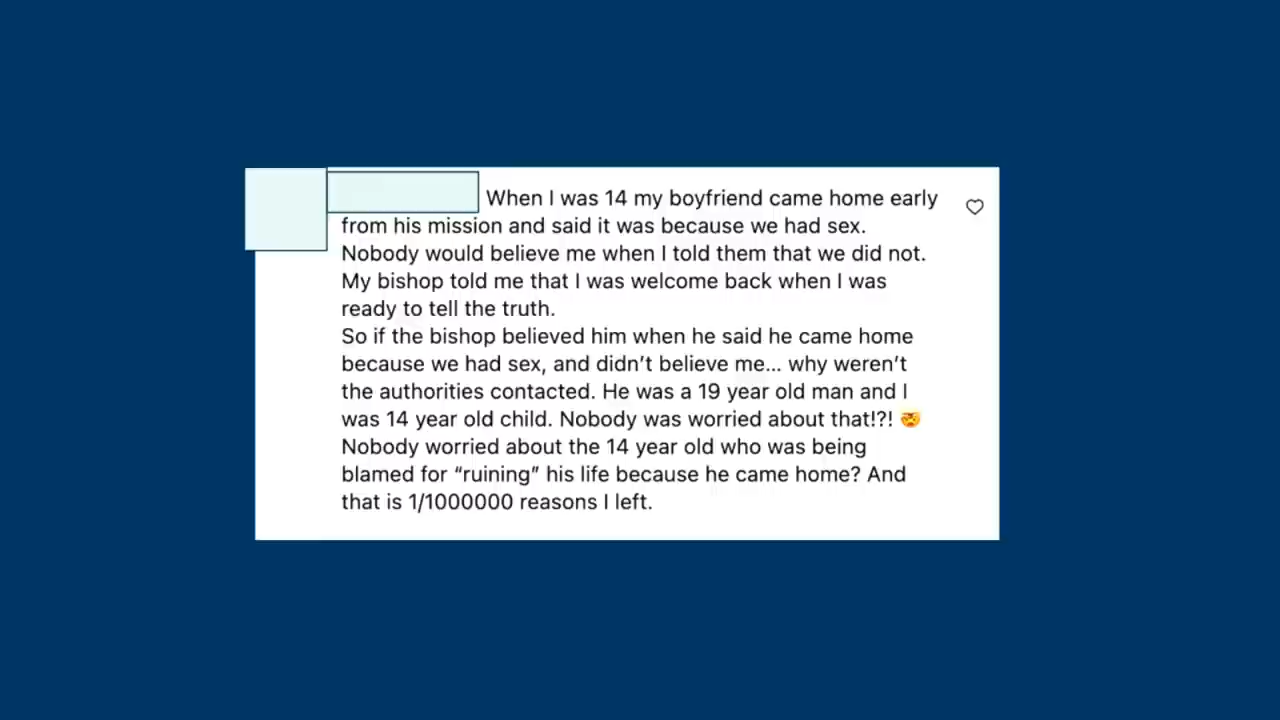 When I was 14 my boyfriend came home early
from his mission and said it was because we had sex.
Nobody would believe me when I told them that we did not.
My bishop told me that I was welcome back when I was
ready to tell the truth.
So if the bishop believed him when he said he came home
because we had sex, and didn’t believe me... why weren’t
the authorities contacted. He was a 19 year old man and I
was 14 year old child. Nobody was worried about that!?! 🤯
Nobody worried about the 14 year old who was being
blamed for “ruining” his life because he came home? And
that is 1/1000000 reasons I left.